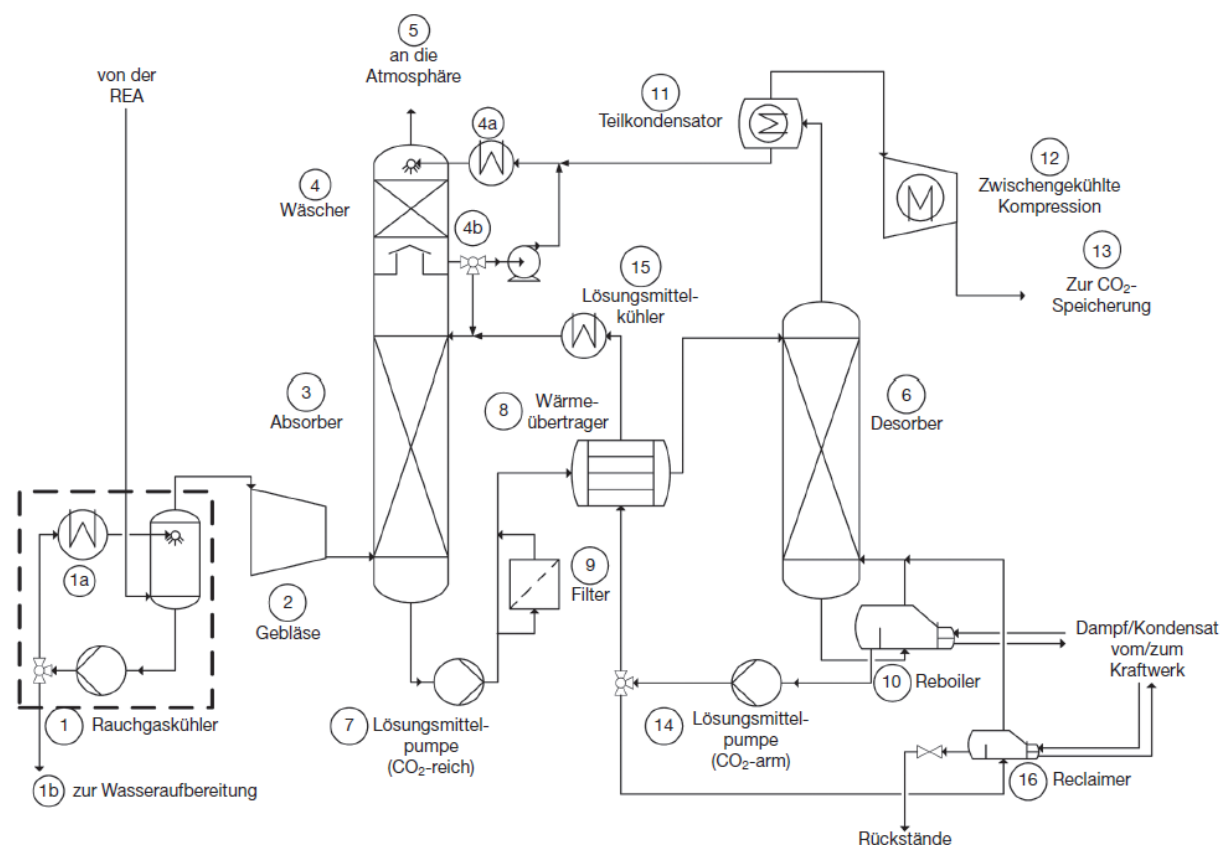 5
an die
Atmosphäre
von der
REA
11
Teilkondensator
4a
4
Wäscher
4b
12
Zwischengekühlte
Kompression
13
Zur CO₂-
Speicherung
15
Lösungsmittel-
kühler
3
Absorber
8
Wärme-
übertrager
6
Desorber
1a
2
Gebläse
9
Filter
Dampf/Kondensat
vom/zum
Kraftwerk
10 Reboiler
1 Rauchgaskühler
7 Lösungsmittel-
pumpe
(CO₂-reich)
14 Lösungsmittel-
pumpe
(CO₂-arm)
16 Reclaimer
1b zur Wasseraufbereitung
Rückstände